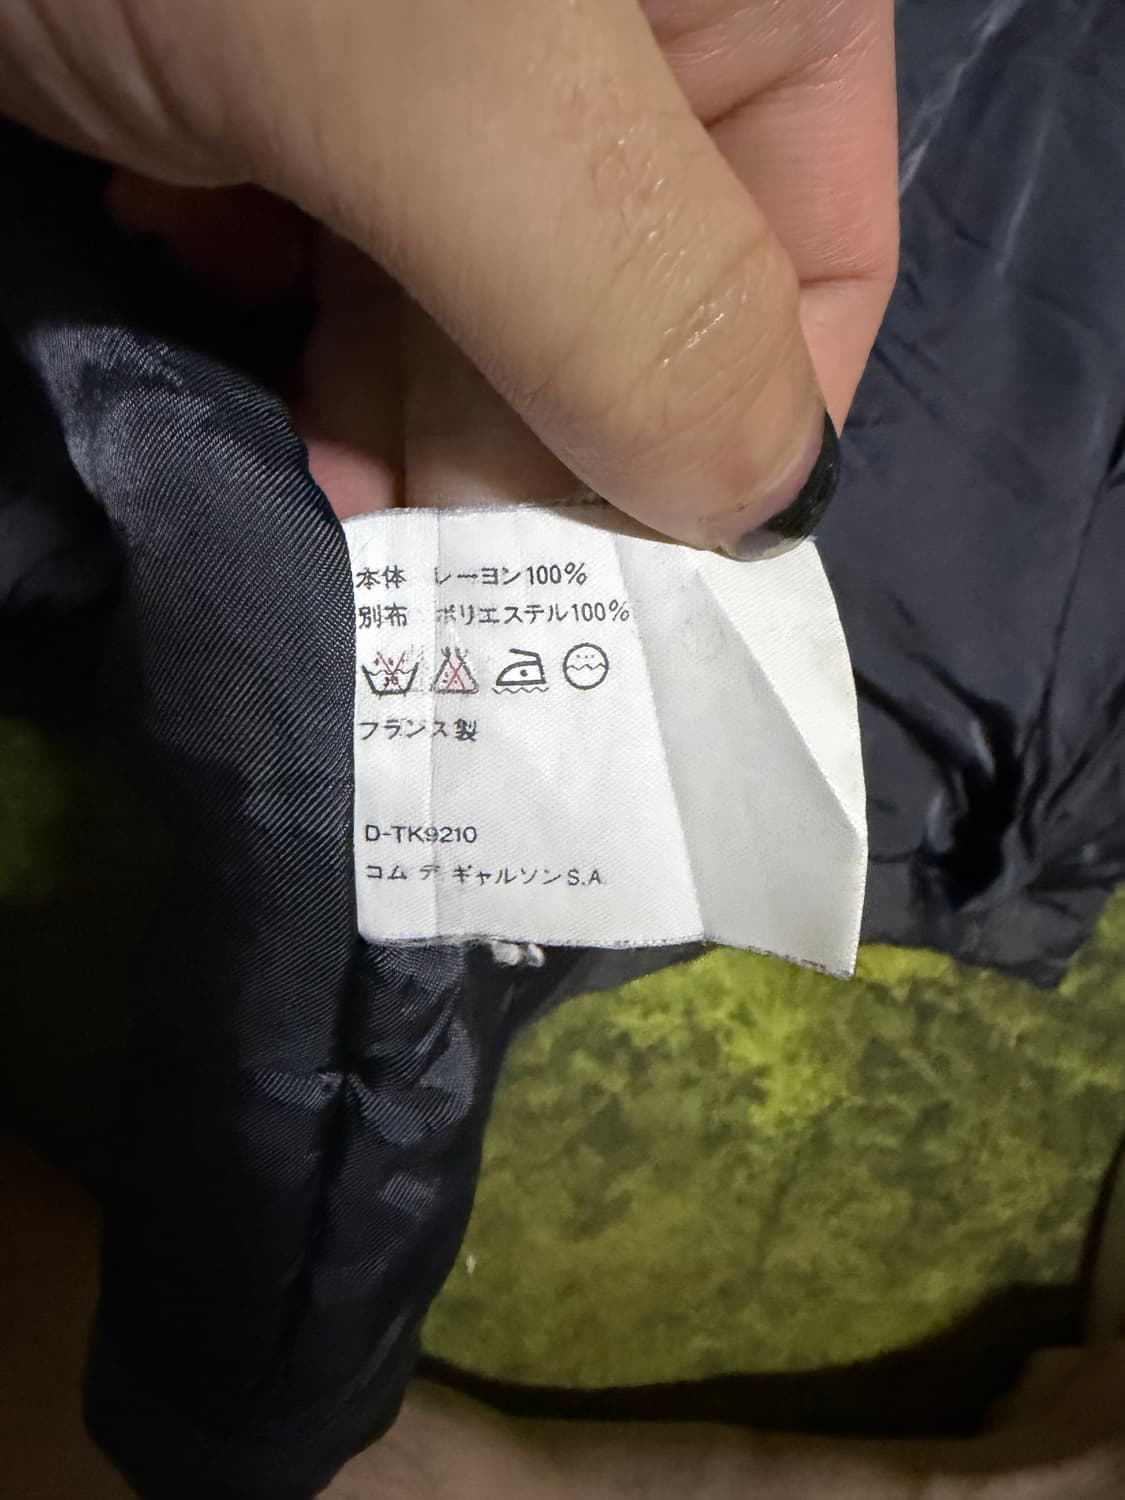 本体 レーヨン100%
別布 ポリエステル100%
フランス製
D-TK9210
コム デ ギャルソン S.A.